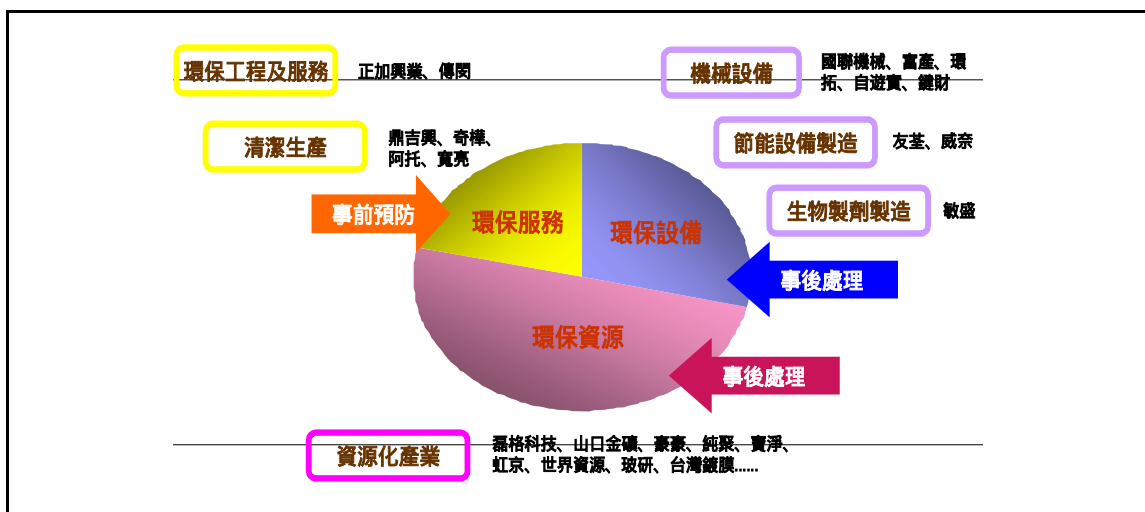 環保工程及服務
正加興業、傳閔
機械設備
國聯機械、富產、環
拓、自遊實、鍵財
清潔生產
鼎吉興、奇樺、
阿托、寬亮
節能設備製造
友荃、威奈
生物製劑製造
敏盛
事前預防
環保服務
環保設備
事後處理
環保資源
事後處理
資源化產業
磊格科技、山口金礦、豪豪、純聚、寶淨、
虹京、世界資源、玻研、台灣鍍膜......